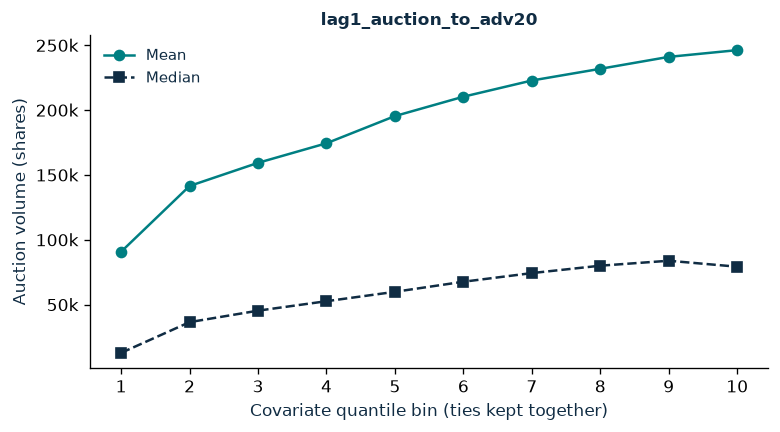 lag1_auction_to_adv20
Mean
Median
Auction volume (shares)
250k
200k
150k
100k
50k
1 2 3 4 5 6 7 8 9 10
Covariate quantile bin (ties kept together)